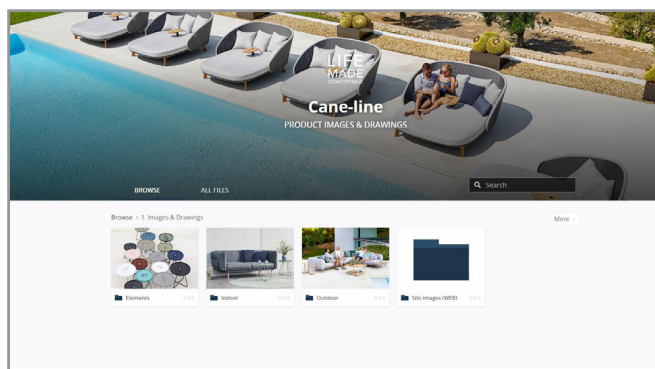 LIFE
MADE
COMFORTABLE
Cane-line
PRODUCT IMAGES & DRAWINGS
BROWSE
ALL FILES
Search
Browse › 1. Images & Drawings
More
Elements
Indoor
Outdoor
Site images (WEB)